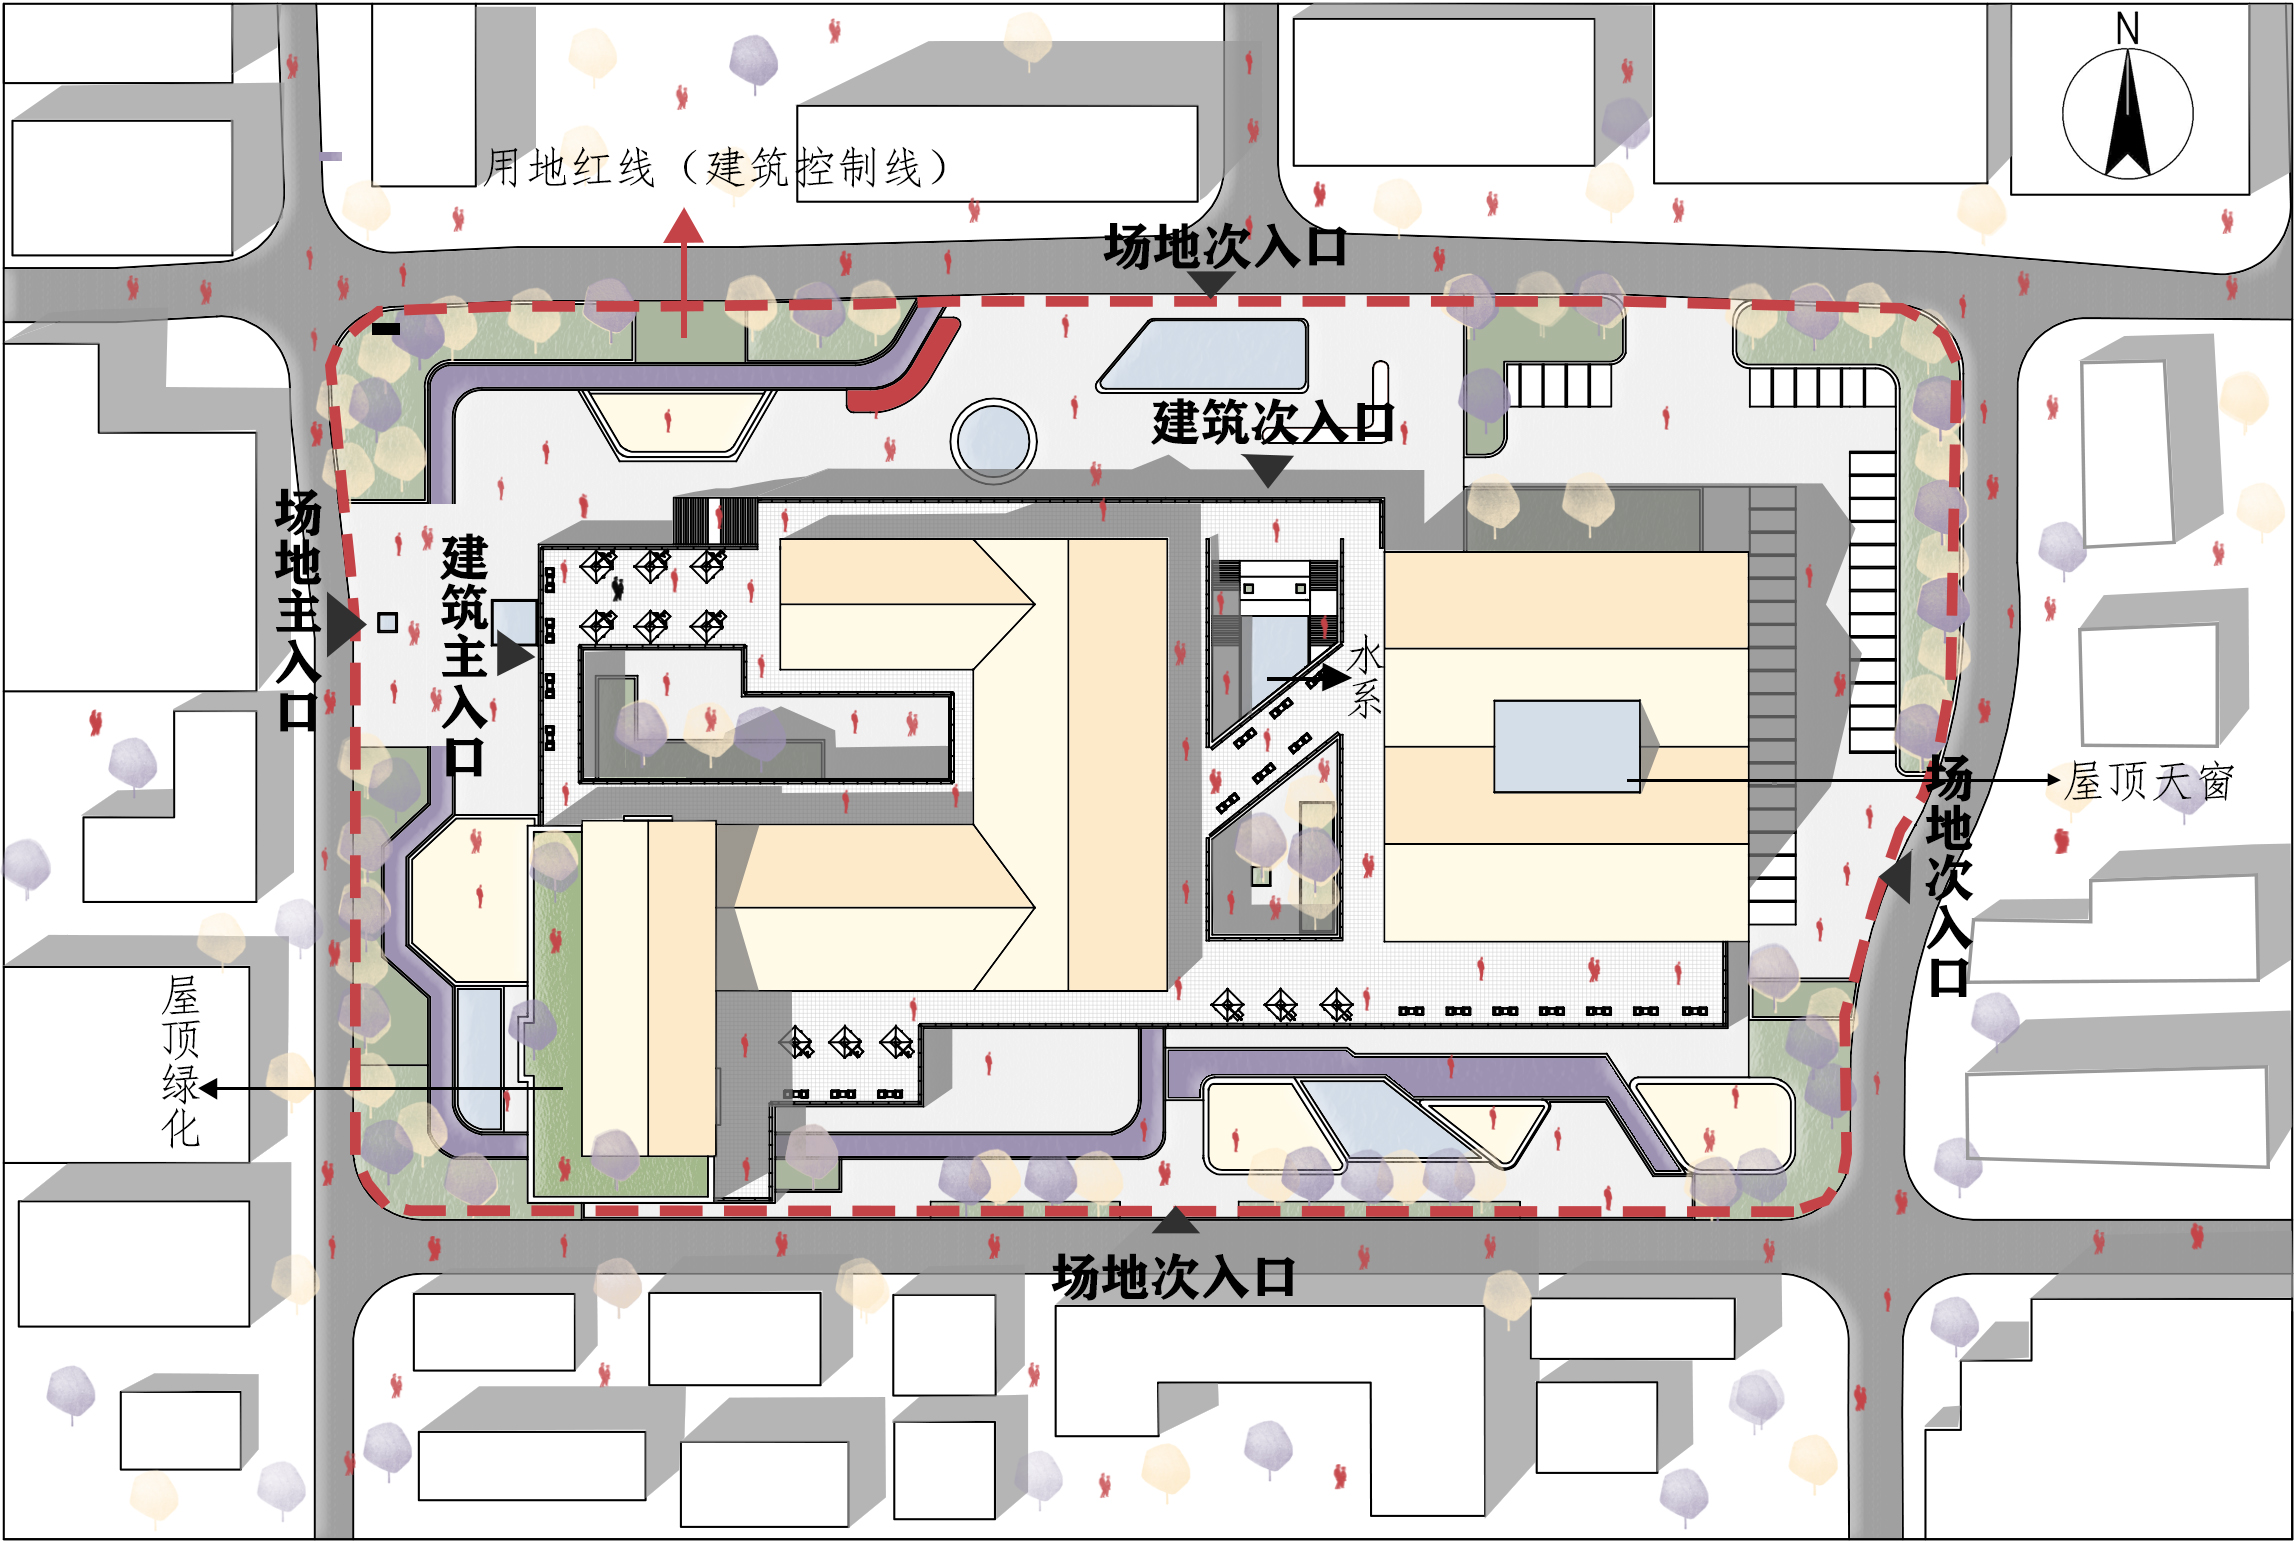 N
用地红线（建筑控制线）
场地次入口
建筑次入口
场地主入口
建筑主入口
水系
屋顶天窗
场地次入口
屋顶绿化
场地次入口